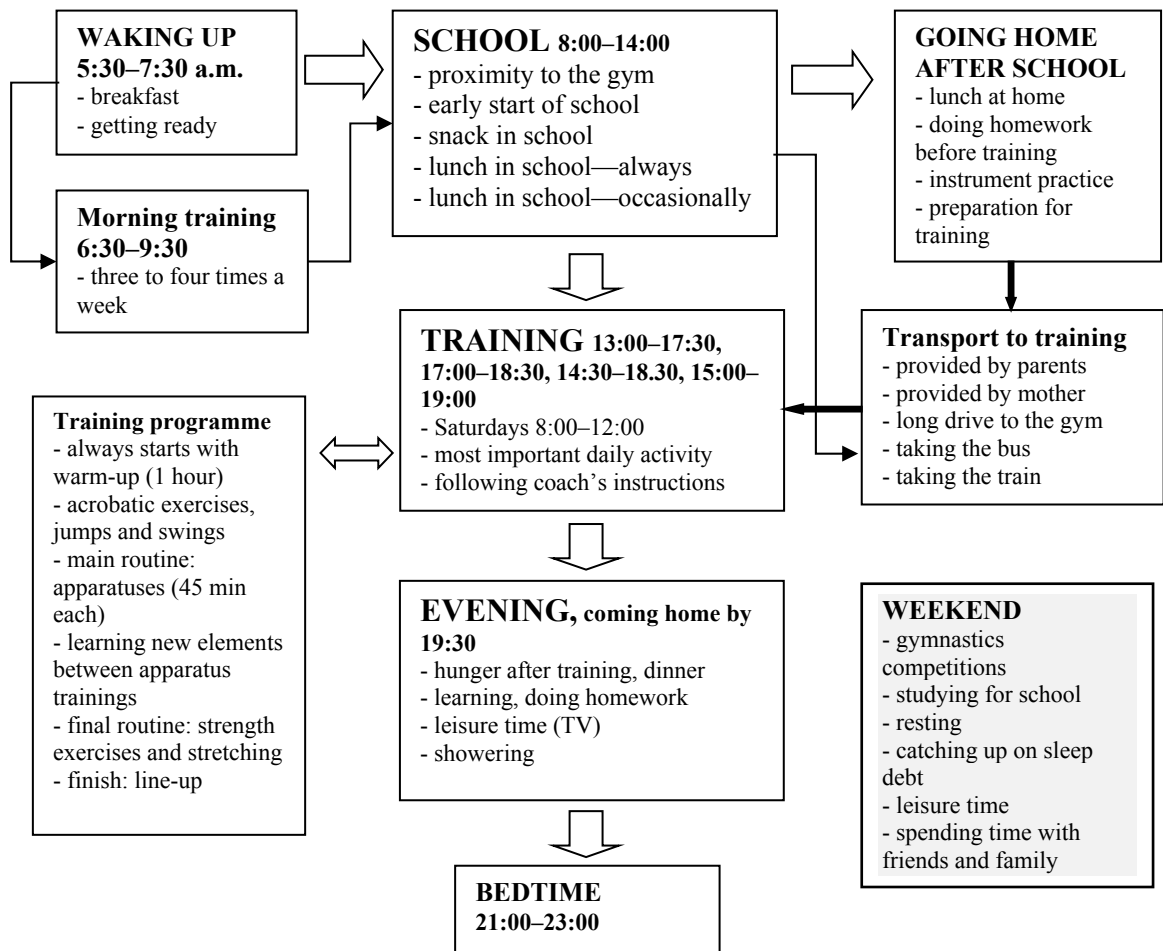 WAKING UP
5:30–7:30 a.m.
- breakfast
- getting ready
Morning training
6:30–9:30
- three to four times a
week
SCHOOL 8:00–14:00
- proximity to the gym
- early start of school
- snack in school
- lunch in school—always
- lunch in school—occasionally
GOING HOME
AFTER SCHOOL
- lunch at home
- doing homework
before training
- instrument practice
- preparation for
training
TRAINING 13:00–17:30,
17:00–18:30, 14:30–18.30, 15:00–
19:00
- Saturdays 8:00–12:00
- most important daily activity
- following coach’s instructions
Transport to training
- provided by parents
- provided by mother
- long drive to the gym
- taking the bus
- taking the train
Training programme
- always starts with
warm-up (1 hour)
- acrobatic exercises,
jumps and swings
- main routine:
apparatuses (45 min
each)
- learning new elements
between apparatus
trainings
- final routine: strength
exercises and stretching
- finish: line-up
EVENING, coming home by
19:30
- hunger after training, dinner
- learning, doing homework
- leisure time (TV)
- showering
WEEKEND
- gymnastics
competitions
- studying for school
- resting
- catching up on sleep
debt
- leisure time
- spending time with
friends and family
BEDTIME
21:00–23:00